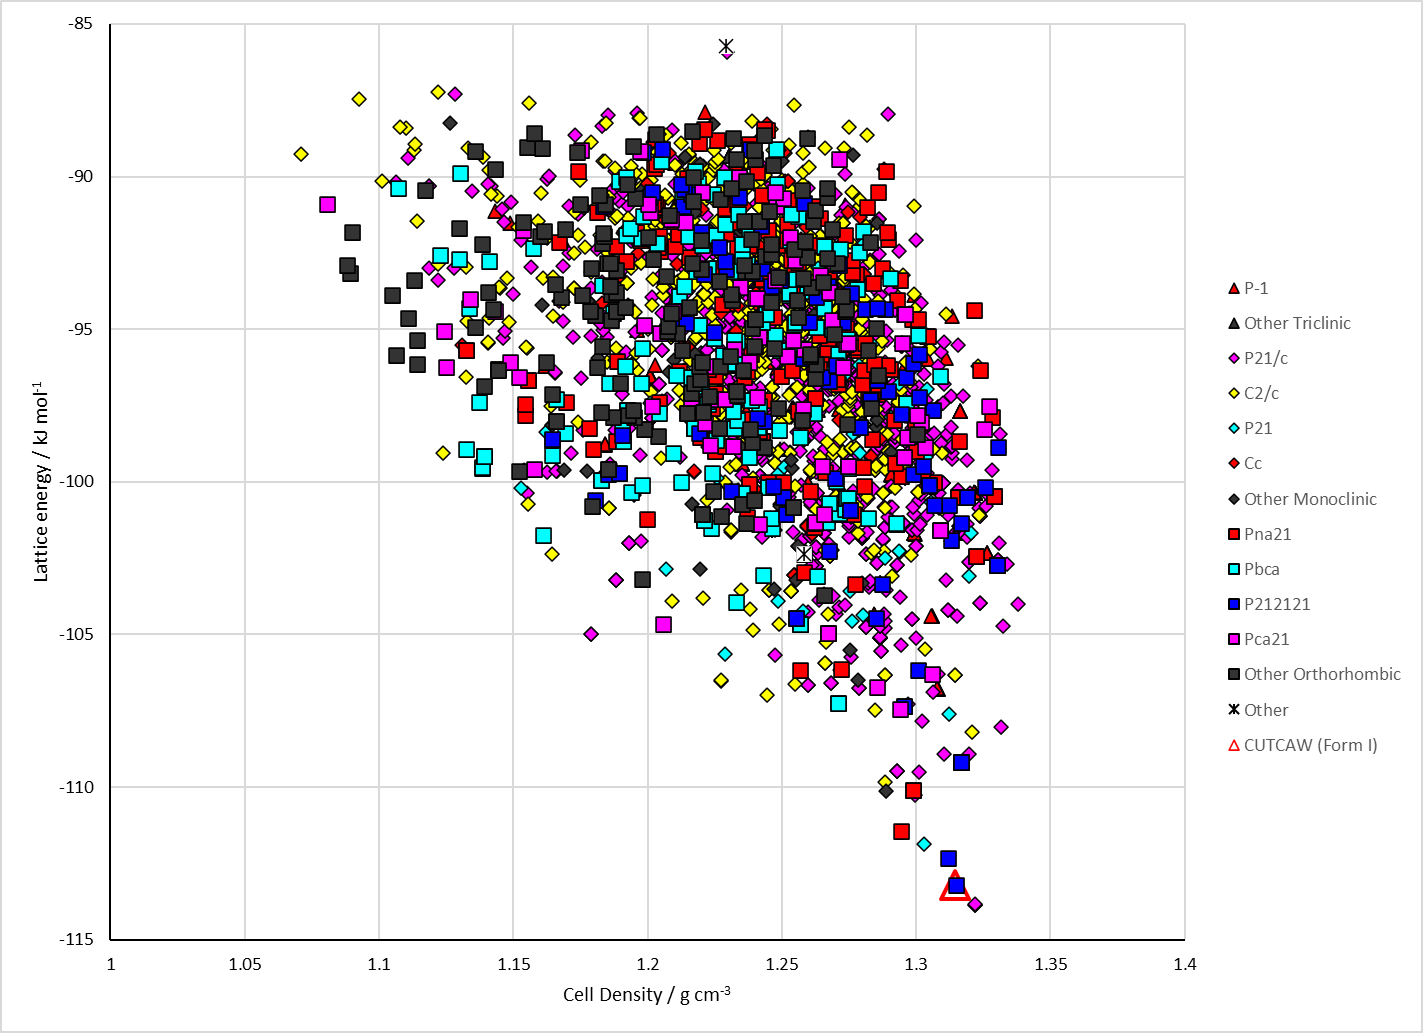 -85
-90
-95
-100
-105
-110
-115
Lattice energy / kJ mol⁻¹
1
1.05
1.1
1.15
1.2
1.25
1.3
1.35
1.4
Cell Density / g cm⁻³
P-1
Other Triclinic
P21/c
C2/c
P21
Cc
Other Monoclinic
Pna21
Pbca
P212121
Pca21
Other Orthorhombic
Other
CUTCAW (Form I)